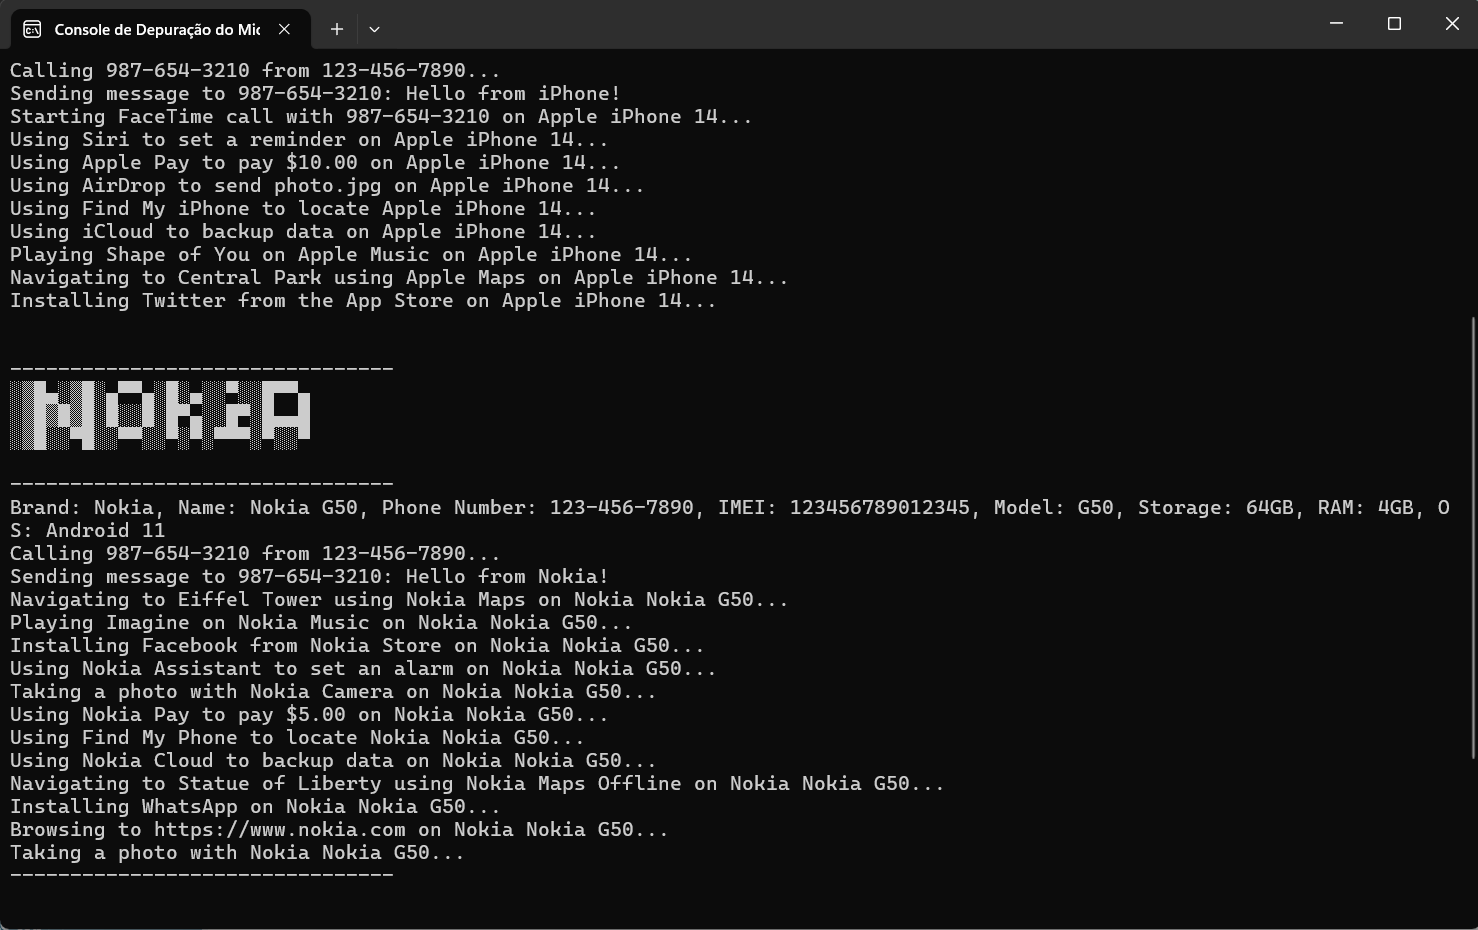 Console de Depuração do Mic
Calling 987-654-3210 from 123-456-7890...
Sending message to 987-654-3210: Hello from iPhone!
Starting FaceTime call with 987-654-3210 on Apple iPhone 14...
Using Siri to set a reminder on Apple iPhone 14...
Using Apple Pay to pay $10.00 on Apple iPhone 14...
Using AirDrop to send photo.jpg on Apple iPhone 14...
Using Find My iPhone to locate Apple iPhone 14...
Using iCloud to backup data on Apple iPhone 14...
Playing Shape of You on Apple Music on Apple iPhone 14...
Navigating to Central Park using Apple Maps on Apple iPhone 14...
Installing Twitter from the App Store on Apple iPhone 14...
--------------------------------
NOKIA
--------------------------------
Brand: Nokia, Name: Nokia G50, Phone Number: 123-456-7890, IMEI: 123456789012345, Model: G50, Storage: 64GB, RAM: 4GB, O
S: Android 11
Calling 987-654-3210 from 123-456-7890...
Sending message to 987-654-3210: Hello from Nokia!
Navigating to Eiffel Tower using Nokia Maps on Nokia Nokia G50...
Playing Imagine on Nokia Music on Nokia Nokia G50...
Installing Facebook from Nokia Store on Nokia Nokia G50...
Using Nokia Assistant to set an alarm on Nokia Nokia G50...
Taking a photo with Nokia Camera on Nokia Nokia G50...
Using Nokia Pay to pay $5.00 on Nokia Nokia G50...
Using Find My Phone to locate Nokia Nokia G50...
Using Nokia Cloud to backup data on Nokia Nokia G50...
Navigating to Statue of Liberty using Nokia Maps Offline on Nokia Nokia G50...
Installing WhatsApp on Nokia Nokia G50...
Browsing to https://www.nokia.com on Nokia Nokia G50...
Taking a photo with Nokia Nokia G50...
--------------------------------